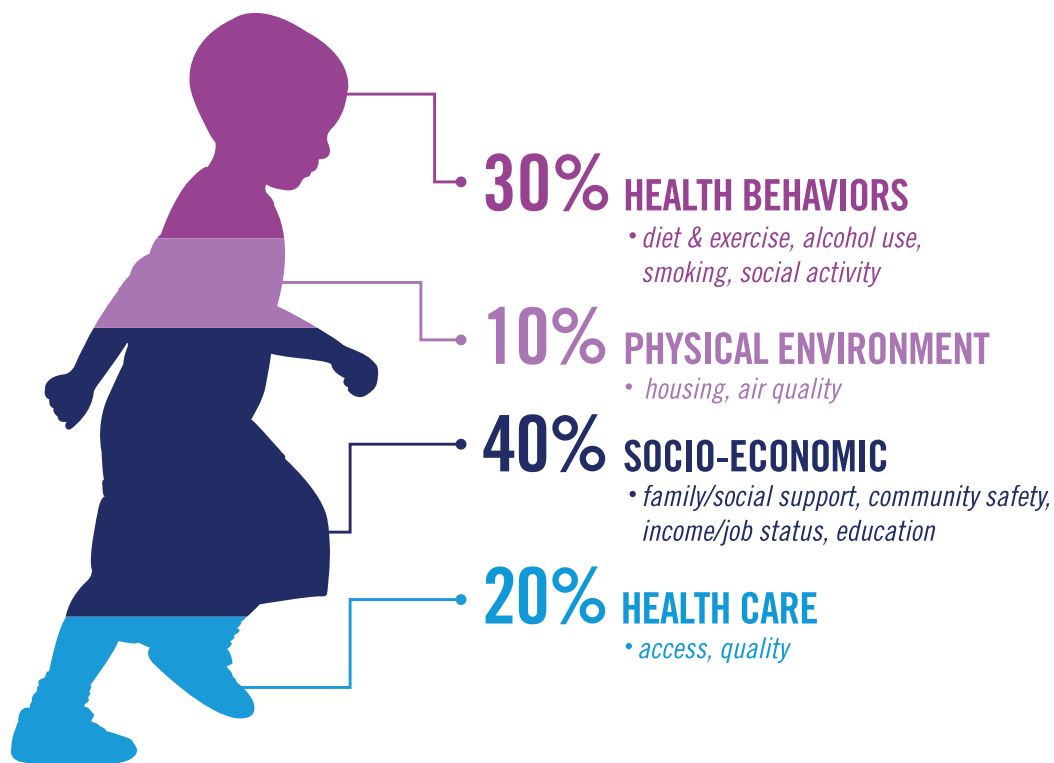 30% HEALTH BEHAVIORS
• diet & exercise, alcohol use,
smoking, social activity
10% PHYSICAL ENVIRONMENT
• housing, air quality
40% SOCIO-ECONOMIC
• family/social support, community safety,
income/job status, education
20% HEALTH CARE
• access, quality